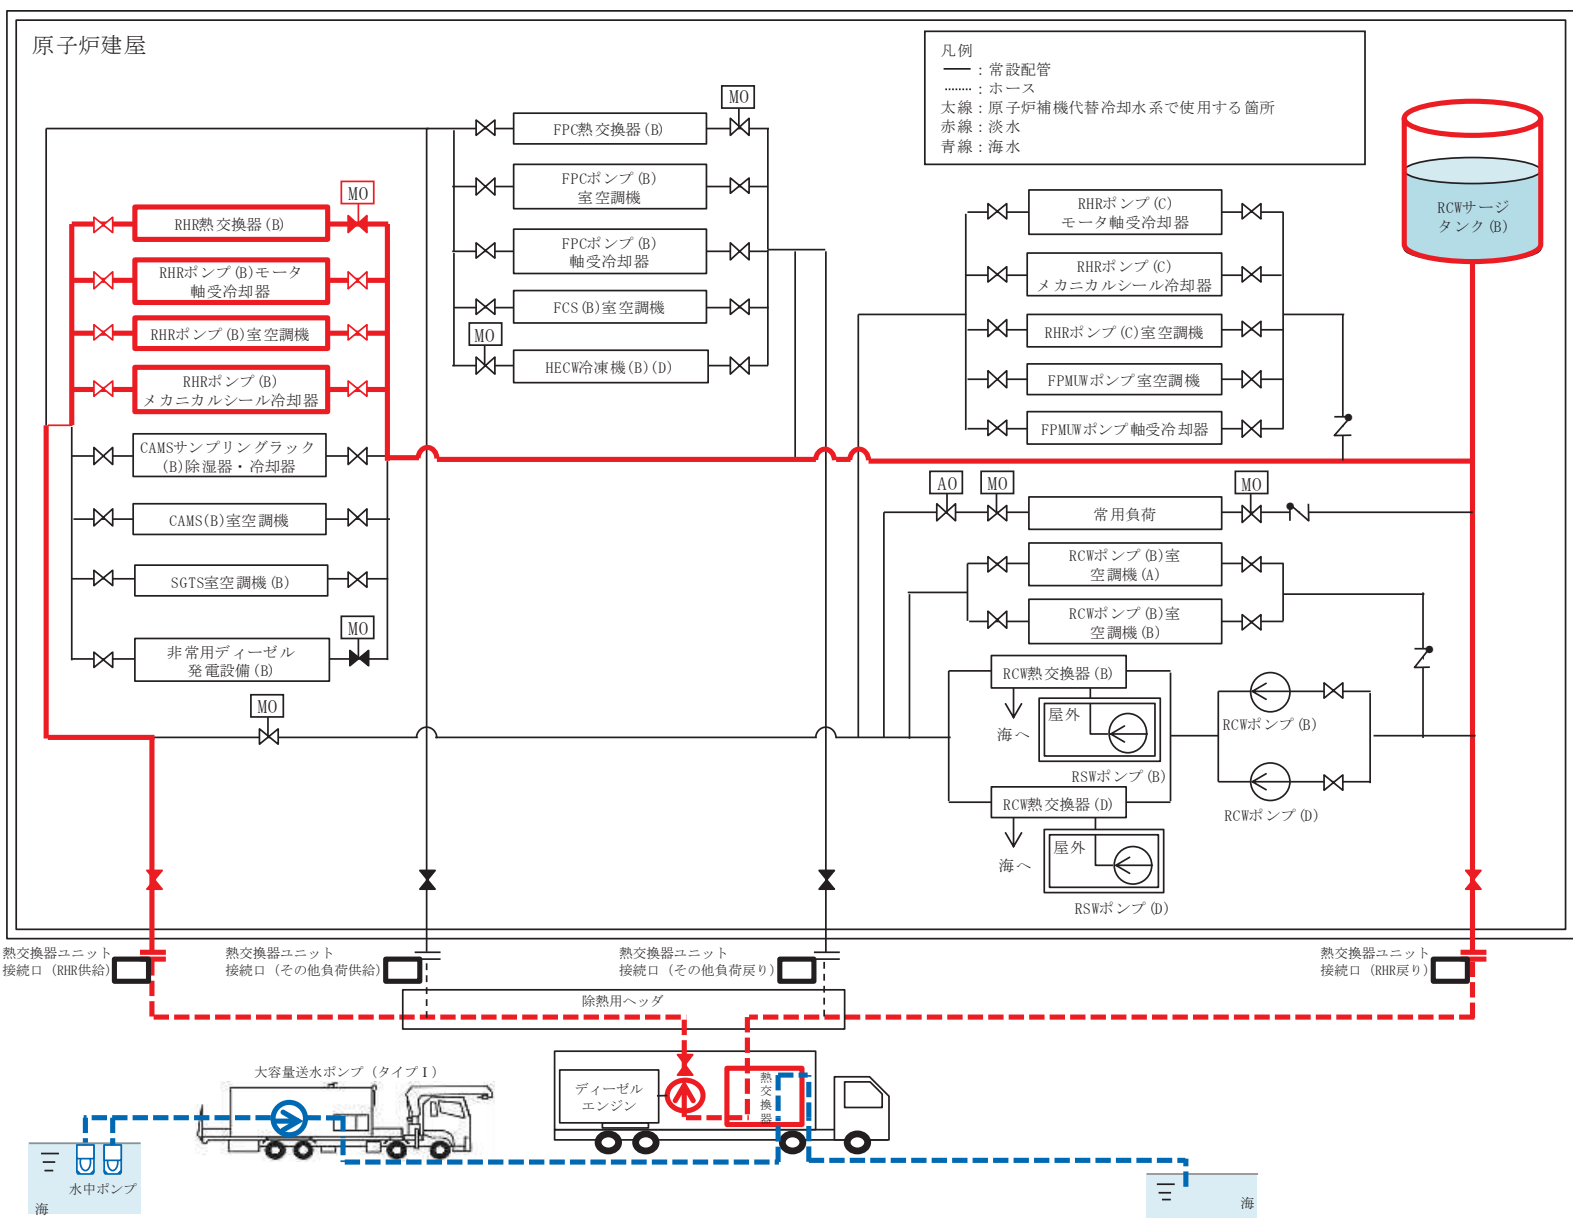 原子炉建屋
凡例
:常設配管
:ホース
太線:原子炉補機代替冷却水系で使用する箇所
赤線:淡水
青線:海水
MO
FPC熱交換器(B)
FPCポンプ(B)
室空調機
FPCポンプ(B)
軸受冷却器
FCS(B)室空調機
MO
HECW冷凍機(B)(D)
MO
RHR熱交換器(B)
RHRポンプ(B)モータ
軸受冷却器
RHRポンプ(B)室空調機
RHRポンプ(B)
メカニカルシール冷却器
CAMSサンプリングラック
(B)除湿器・冷却器
CAMS(B)室空調機
SGTS室空調機(B)
MO
非常用ディーゼル
発電設備(B)
MO
RHRポンプ(C)
モータ軸受冷却器
RHRポンプ(C)
メカニカルシール冷却器
RHRポンプ(C)室空調機
FPMUWポンプ室空調機
FPMUWポンプ軸受冷却器
RCWサージ
タンク(B)
AO
MO
MO
常用負荷
RCWポンプ(B)室
空調機(A)
RCWポンプ(B)室
空調機(B)
RCW熱交換器(B)
屋外
海へ
RSWポンプ(B)
RCWポンプ(B)
RCW熱交換器(D)
屋外
海へ
RSWポンプ(D)
RCWポンプ(D)
熱交換器ユニット
接続口(RHR供給)
熱交換器ユニット
接続口(その他負荷供給)
熱交換器ユニット
接続口(その他負荷戻り)
熱交換器ユニット
接続口(RHR戻り)
除熱用ヘッダ
大容量送水ポンプ(タイプⅠ)
ディーゼル
エンジン
熱交換器
水中ポンプ
海
海